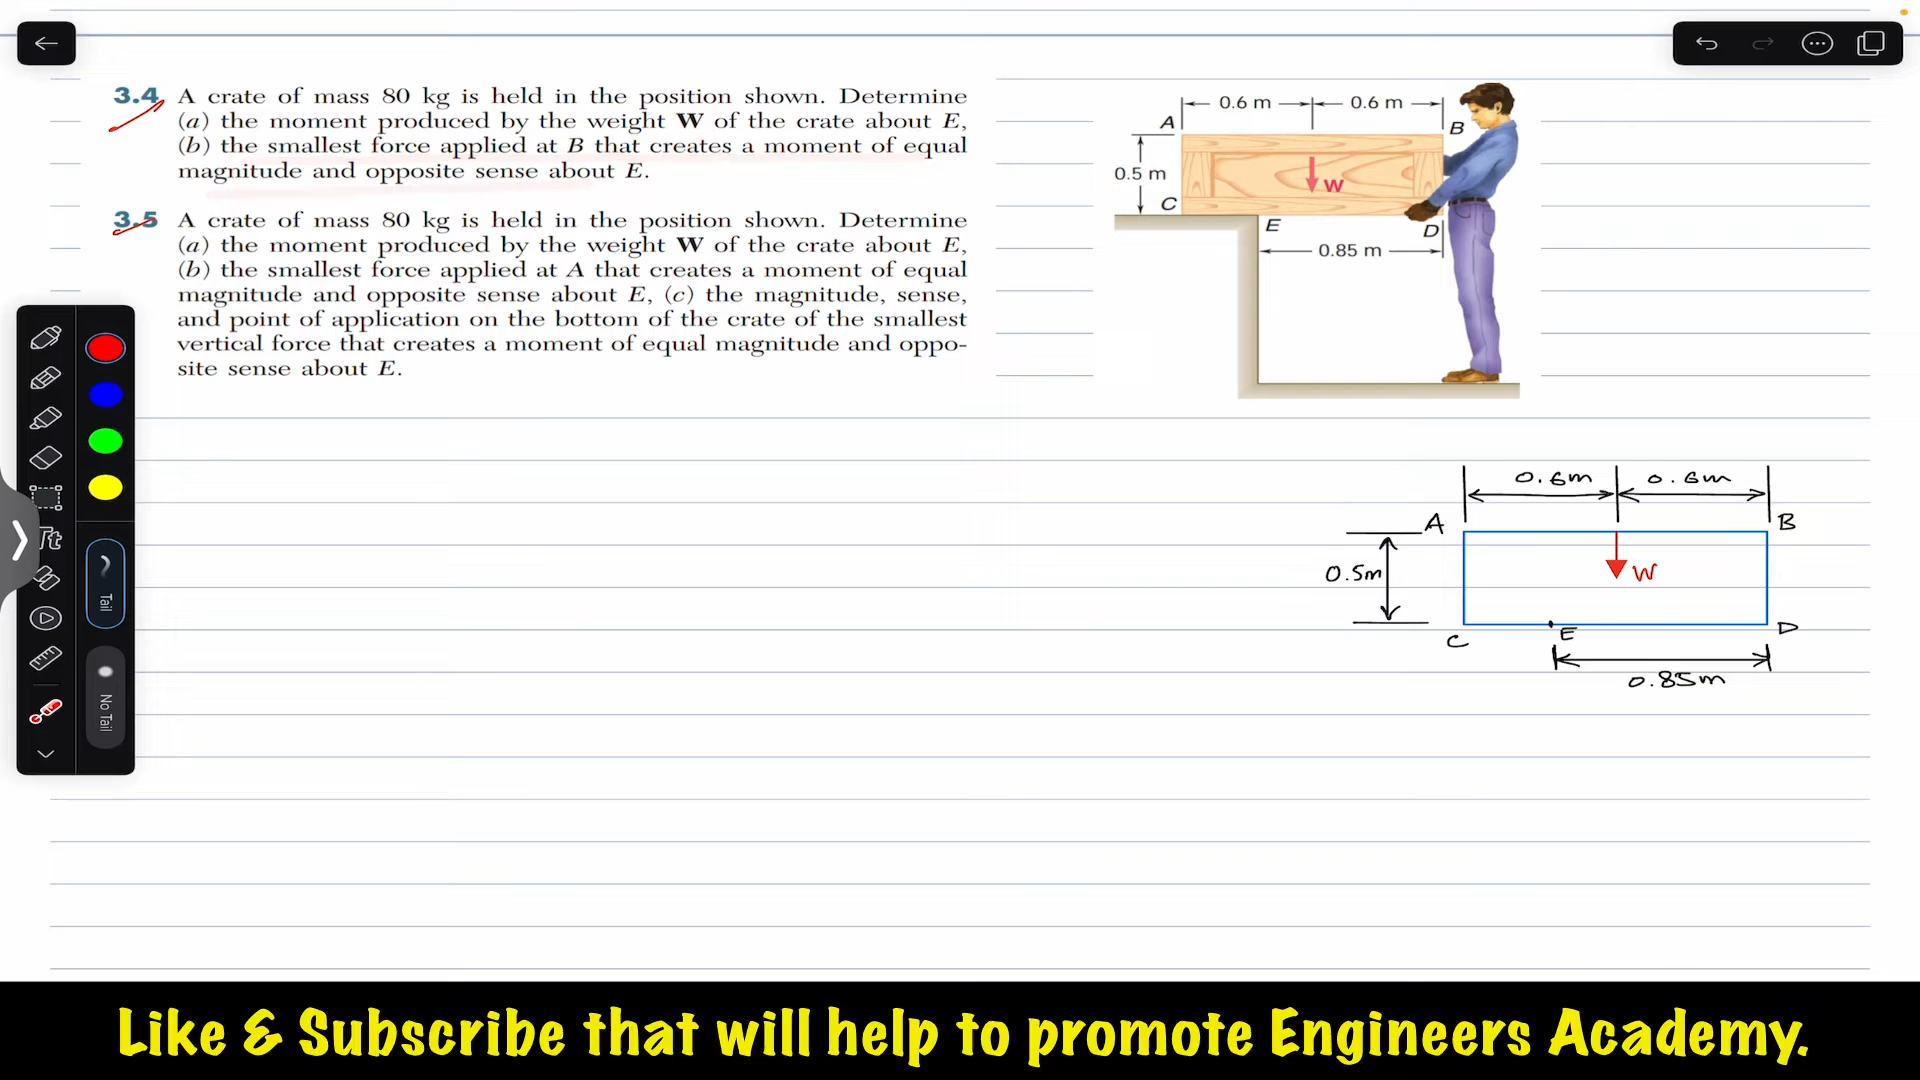 3.4 A crate of mass 80 kg is held in the position shown. Determine
(a) the moment produced by the weight W of the crate about E,
(b) the smallest force applied at B that creates a moment of equal
magnitude and opposite sense about E.
3.5 A crate of mass 80 kg is held in the position shown. Determine
(a) the moment produced by the weight W of the crate about E,
(b) the smallest force applied at A that creates a moment of equal
magnitude and opposite sense about E, (c) the magnitude, sense,
and point of application on the bottom of the crate of the smallest
vertical force that creates a moment of equal magnitude and oppo-
site sense about E.
0.6 m 0.6 m
A B
0.5 m W
C E D
0.85 m
Tt
Tail
No Tail
0.6m 0.6m
A B
0.5m W
C E D
0.85m
Like & Subscribe that will help to promote Engineers Academy.